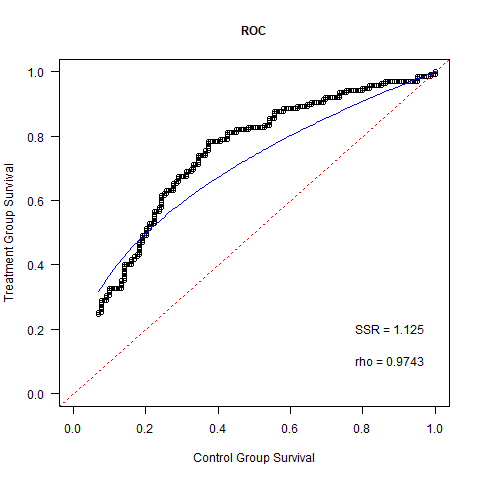 ROC
1.0
0.8
0.6
0.4
0.2
0.0
Treatment Group Survival
SSR = 1.125
rho = 0.9743
0.0 0.2 0.4 0.6 0.8 1.0
Control Group Survival